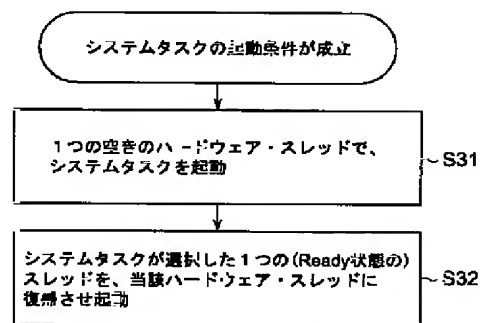 システムタスクの起動条件が成立
1つの空きのハードウェア・スレッドで、
システムタスクを起動
S31
システムタスクが選択した1つの(Ready状態の)
スレッドを、当該ハードウェア・スレッドに
復帰させ起動
S32